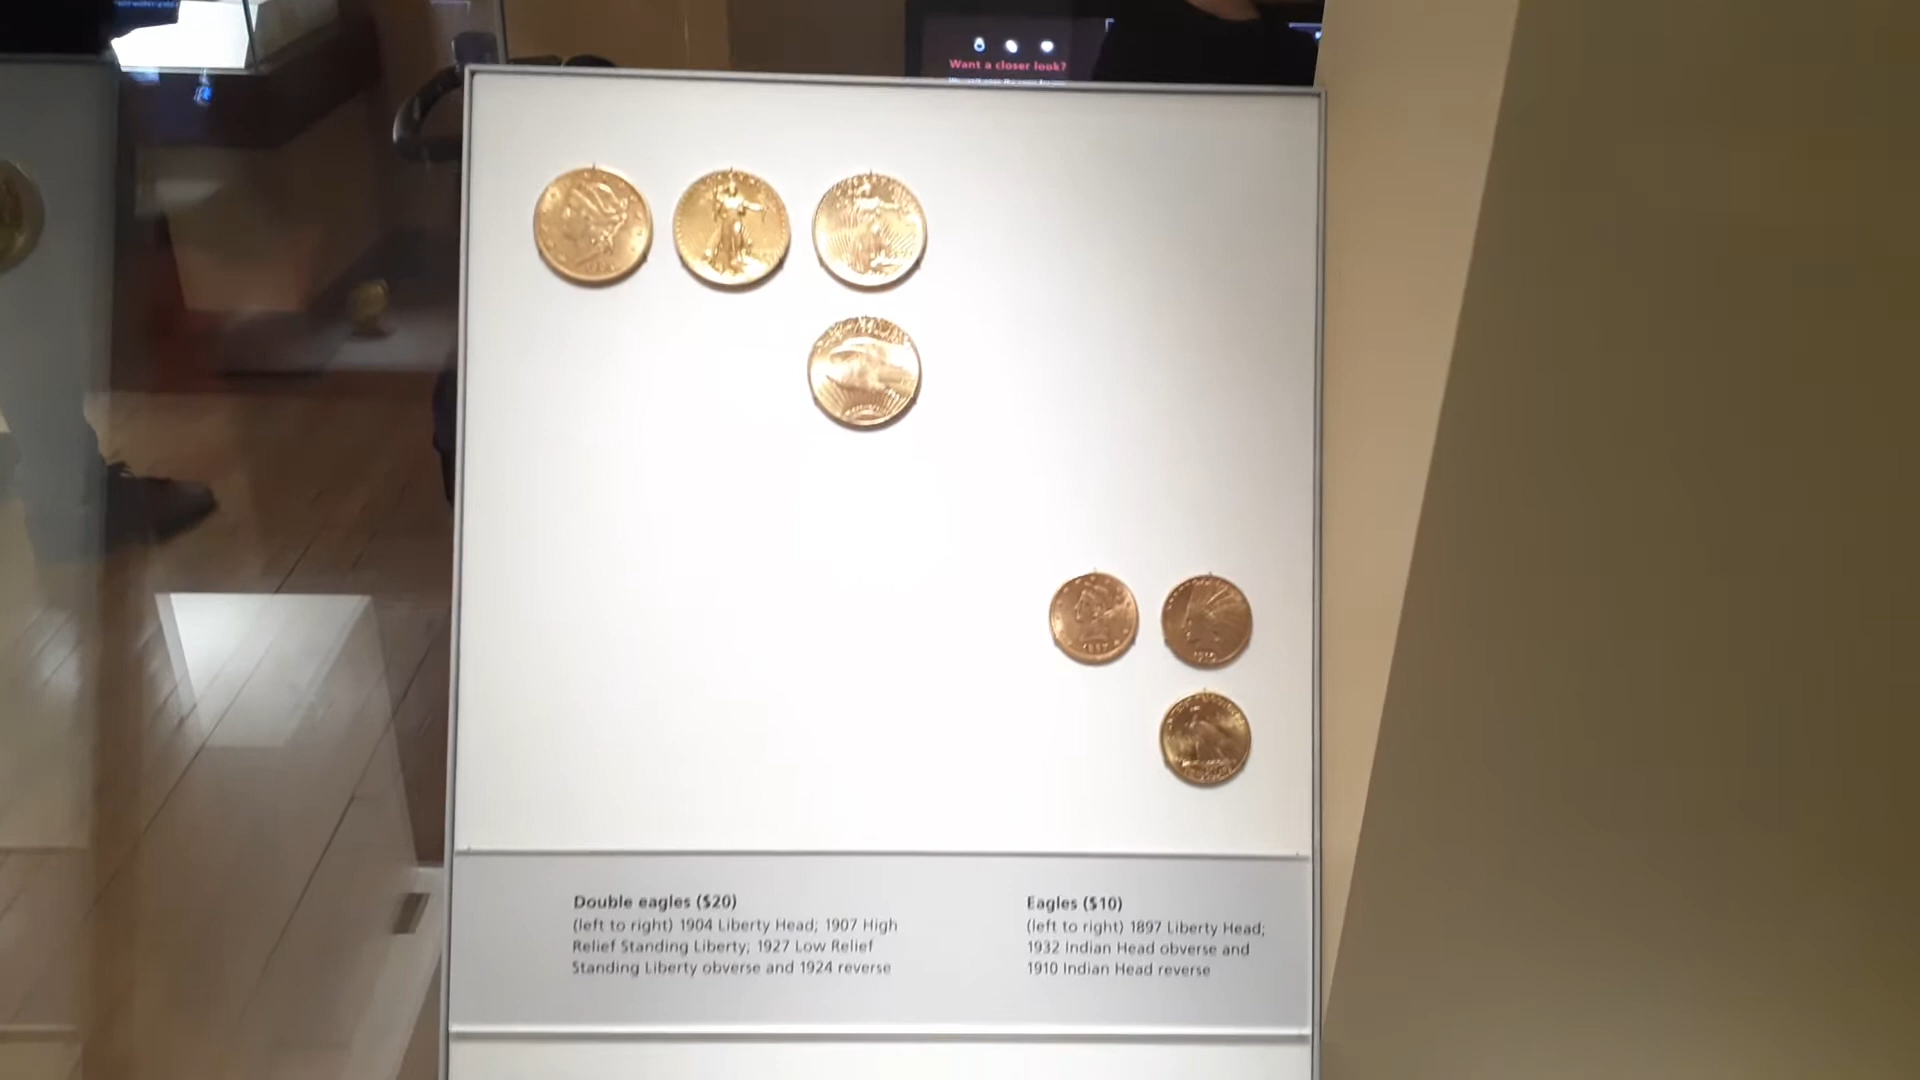 Want a closer look?
1897
1910
Double eagles ($20)
(left to right) 1904 Liberty Head; 1907 High
Relief Standing Liberty; 1927 Low Relief
Standing Liberty obverse and 1924 reverse
Eagles ($10)
(left to right) 1897 Liberty Head;
1932 Indian Head obverse and
1910 Indian Head reverse